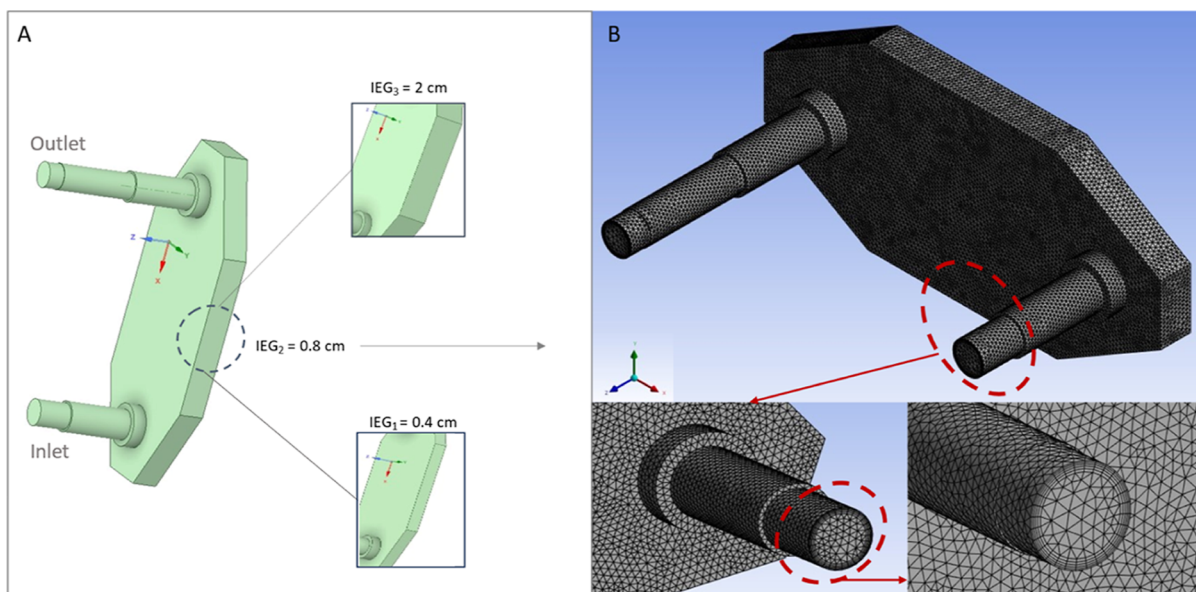 A
B
IEG₃ = 2 cm
Outlet
Z
Y
X
IEG₂ = 0.8 cm
IEG₁ = 0.4 cm
Inlet
Y
Z
X